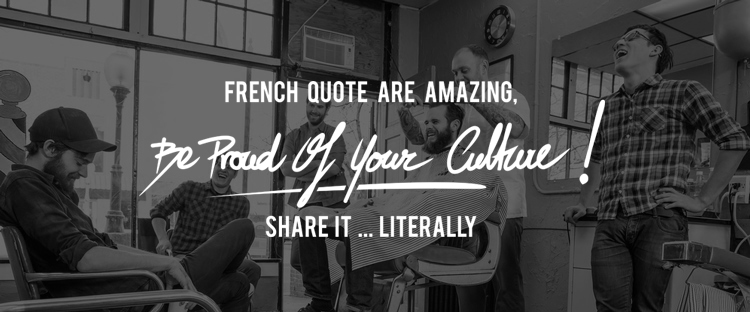 FRENCH QUOTE ARE AMAZING,
Be Proud Of Your Culture !
SHARE IT ... LITERALLY